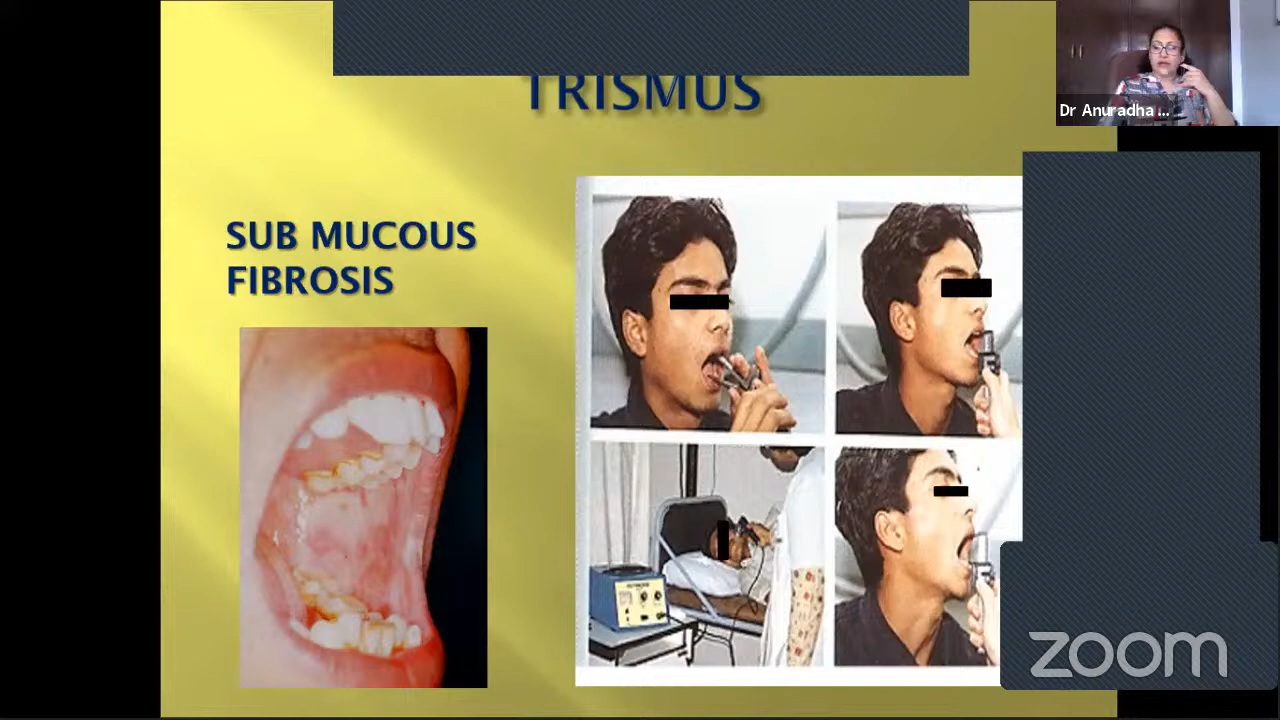 TRISMUS
Dr Anuradha ...
SUB MUCOUS
FIBROSIS
zoom